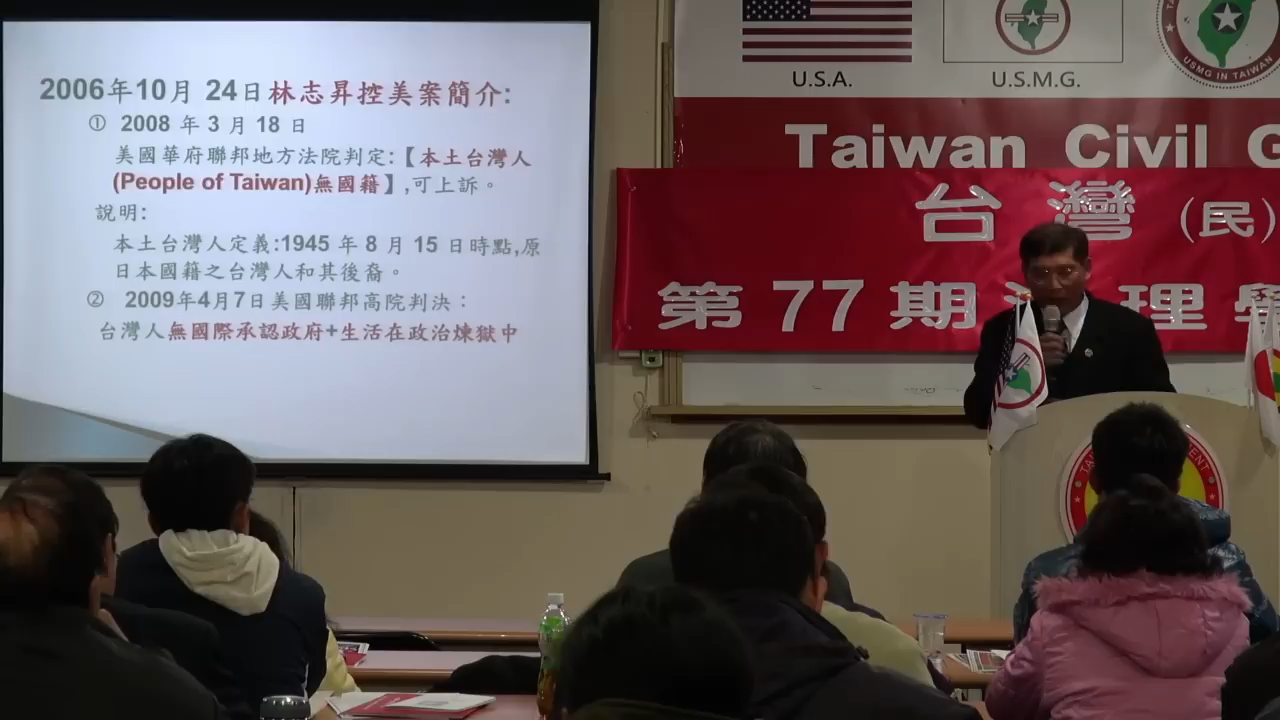 2006年10月 24日林志昇控美案簡介:
① 2008 年 3 月 18 日
美國華府聯邦地方法院判定:【本土台灣人
(People of Taiwan)無國籍】,可上訴。
說明:
本土台灣人定義:1945 年 8 月 15 日時點,原
日本國籍之台灣人和其後裔。
② 2009年4月7日美國聯邦高院判決：
台灣人無國際承認政府+生活在政治煉獄中
U.S.A.
U.S.M.G.
USMG IN TAIWAN
Taiwan Civil G
台灣 (民)
第77期 理學